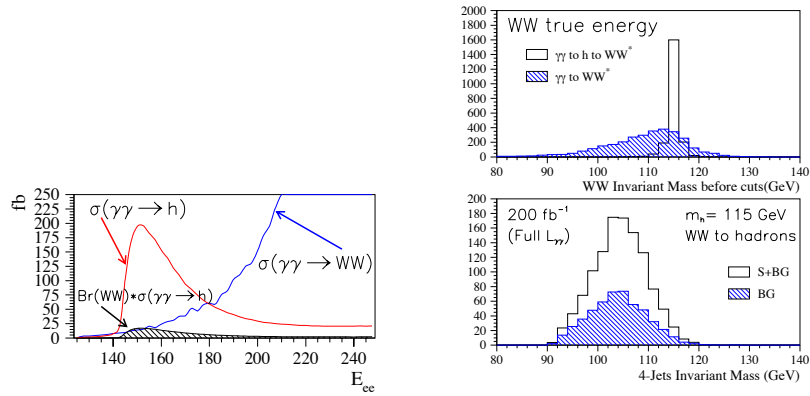 fb
250
225
200
175
150
125
100
75
50
25
0
σ(γγ → h)
σ(γγ → WW)
Br(WW)*σ(γγ → h)
140 160 180 200 220 240
E_ee
WW true energy
γγ to h to WW*
γγ to WW*
2000
1800
1600
1400
1200
1000
800
600
400
200
0
80 90 100 110 120 130 140
WW Invariant Mass before cuts(GeV)
200 fb⁻¹
(Full L_γγ)
m_h= 115 GeV
WW to hadrons
S+BG
BG
200
180
160
140
120
100
80
60
40
20
0
80 90 100 110 120 130 140
4-Jets Invariant Mass (GeV)